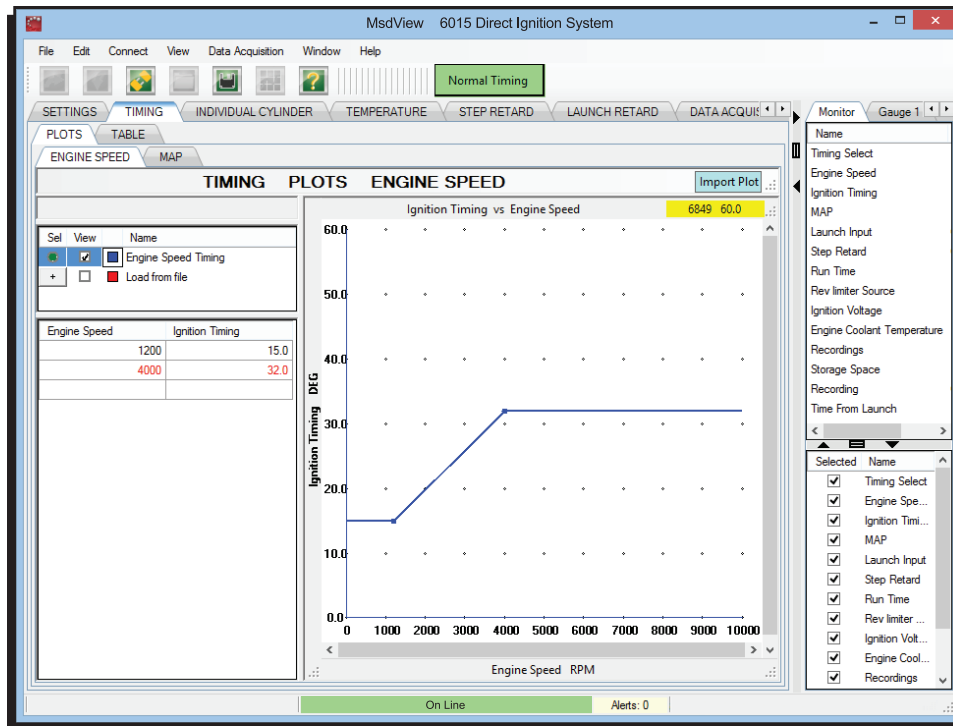 MsdView 6015 Direct Ignition System
File Edit Connect View Data Acquisition Window Help
Normal Timing
SETTINGS TIMING INDIVIDUAL CYLINDER TEMPERATURE STEP RETARD LAUNCH RETARD DATA ACQUI
PLOTS TABLE
ENGINE SPEED MAP
TIMING PLOTS ENGINE SPEED
Import Plot
Sel View Name
Engine Speed Timing
+ Load from file
Engine Speed Ignition Timing
1200 15.0
4000 32.0
Ignition Timing vs Engine Speed
6849 60.0
60.0
50.0
40.0
30.0
20.0
10.0
0.0
Ignition Timing DEG
0 1000 2000 3000 4000 5000 6000 7000 8000 9000 10000
Engine Speed RPM
Monitor Gauge 1
Name
Timing Select
Engine Speed
Ignition Timing
MAP
Launch Input
Step Retard
Run Time
Rev limiter Source
Ignition Voltage
Engine Coolant Temperature
Recordings
Storage Space
Recording
Time From Launch
Selected Name
Timing Select
Engine Spe...
Ignition Timi...
MAP
Launch Input
Step Retard
Run Time
Rev limiter ...
Ignition Volt...
Engine Cool...
Recordings
On Line
Alerts: 0